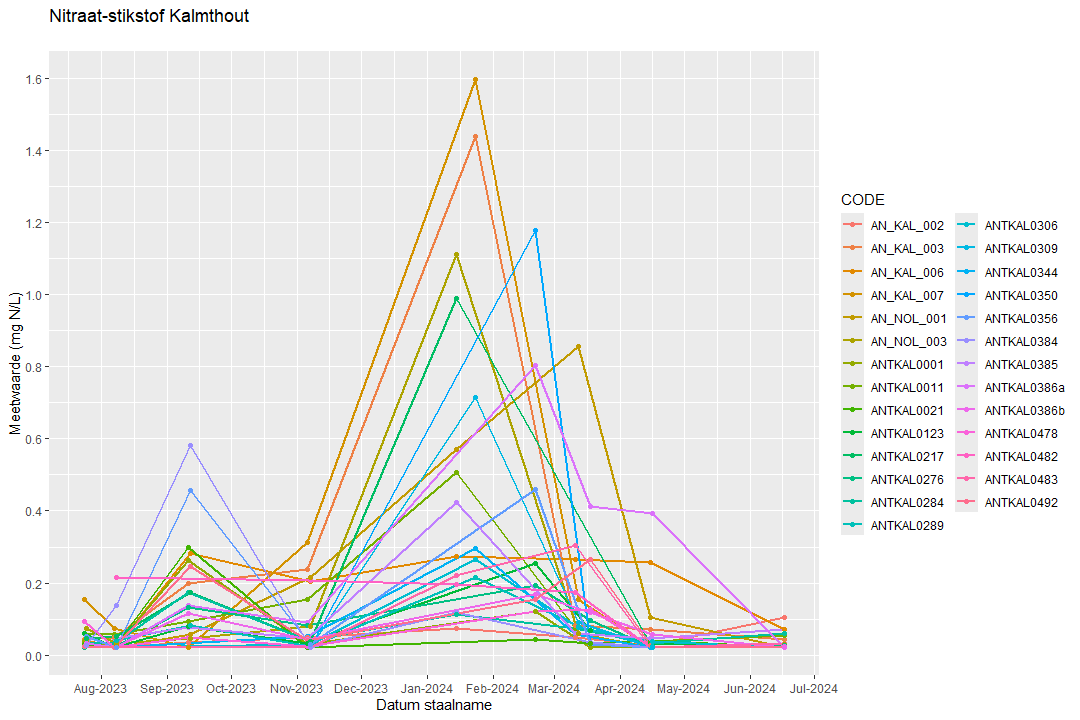 Nitraat-stikstof Kalmthout
Meetwaarde (mg N/L)
1.6
1.4
1.2
1.0
0.8
0.6
0.4
0.2
0.0
Aug-2023 Sep-2023 Oct-2023 Nov-2023 Dec-2023 Jan-2024 Feb-2024 Mar-2024 Apr-2024 May-2024 Jun-2024 Jul-2024
Datum staalname
CODE
AN_KAL_002
AN_KAL_003
AN_KAL_006
AN_KAL_007
AN_NOL_001
AN_NOL_003
ANTKAL0001
ANTKAL0011
ANTKAL0021
ANTKAL0123
ANTKAL0217
ANTKAL0276
ANTKAL0284
ANTKAL0289
ANTKAL0306
ANTKAL0309
ANTKAL0344
ANTKAL0350
ANTKAL0356
ANTKAL0384
ANTKAL0385
ANTKAL0386a
ANTKAL0386b
ANTKAL0478
ANTKAL0482
ANTKAL0483
ANTKAL0492